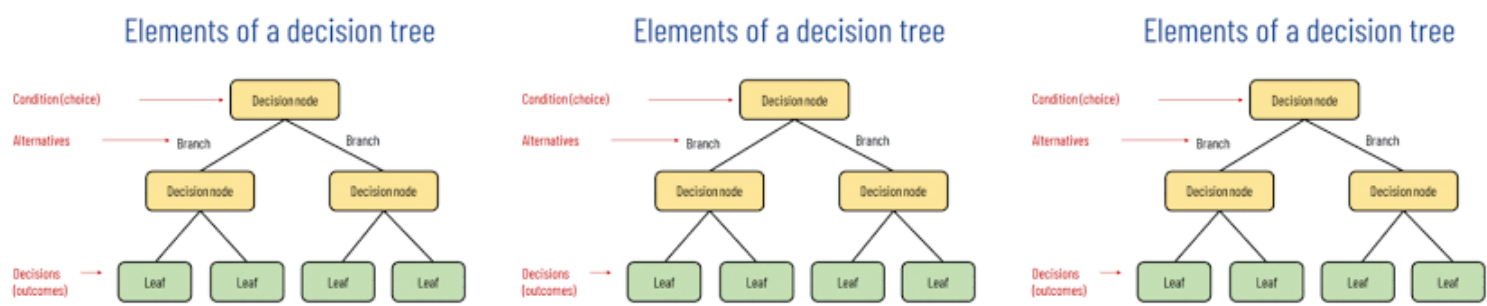 Elements of a decision tree
Condition (choice)
Decision node
Alternatives
Branch
Branch
Decision node
Decision node
Decisions
(outcomes)
Leaf
Leaf
Leaf
Leaf
Elements of a decision tree
Condition (choice)
Decision node
Alternatives
Branch
Branch
Decision node
Decision node
Decisions
(outcomes)
Leaf
Leaf
Leaf
Leaf
Elements of a decision tree
Condition (choice)
Decision node
Alternatives
Branch
Branch
Decision node
Decision node
Decisions
(outcomes)
Leaf
Leaf
Leaf
Leaf